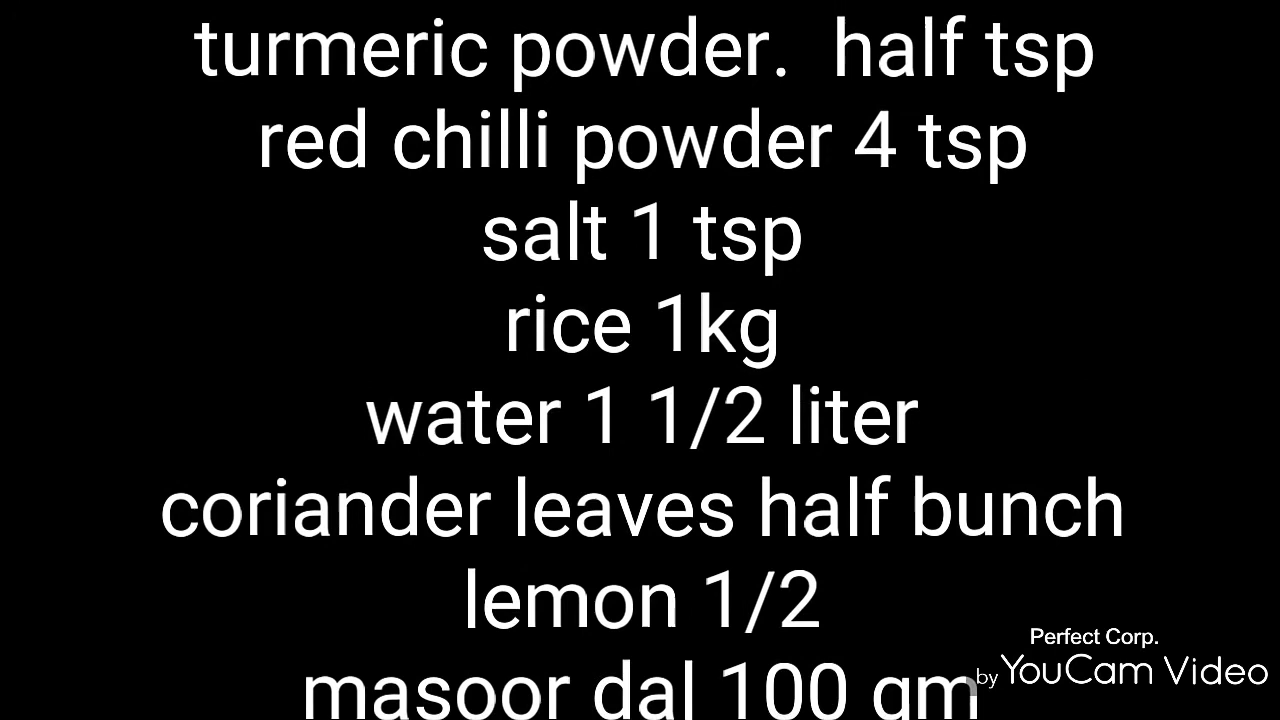 turmeric powder.  half tsp
red chilli powder 4 tsp
salt 1 tsp
rice 1kg
water 1 1/2 liter
coriander leaves half bunch
lemon 1/2
masoor dal 100 gm
Perfect Corp.
by YouCam Video